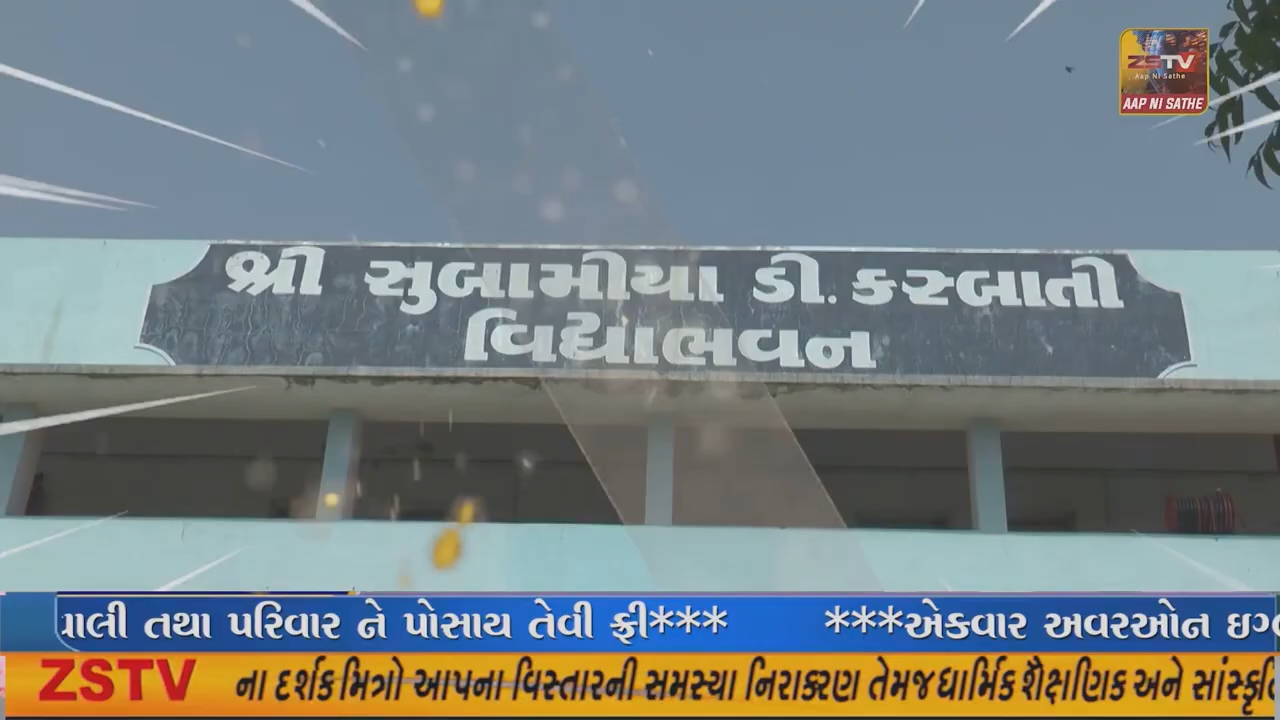 ZSTV
Aap Ni Sathe
AAP NI SATHE
શ્રી સુબામીયા ડી. કરબાતી
વિદ્યાભવન
તથા પરિવાર ને પોસાય તેવી ફ્રી*** ***એકવાર અવરઓન
ZSTV ના દર્શક મિત્રો આપના વિસ્તારની સમસ્યા નિરાકરણ તેમજ ધાર્મિક શૈક્ષણિક અને